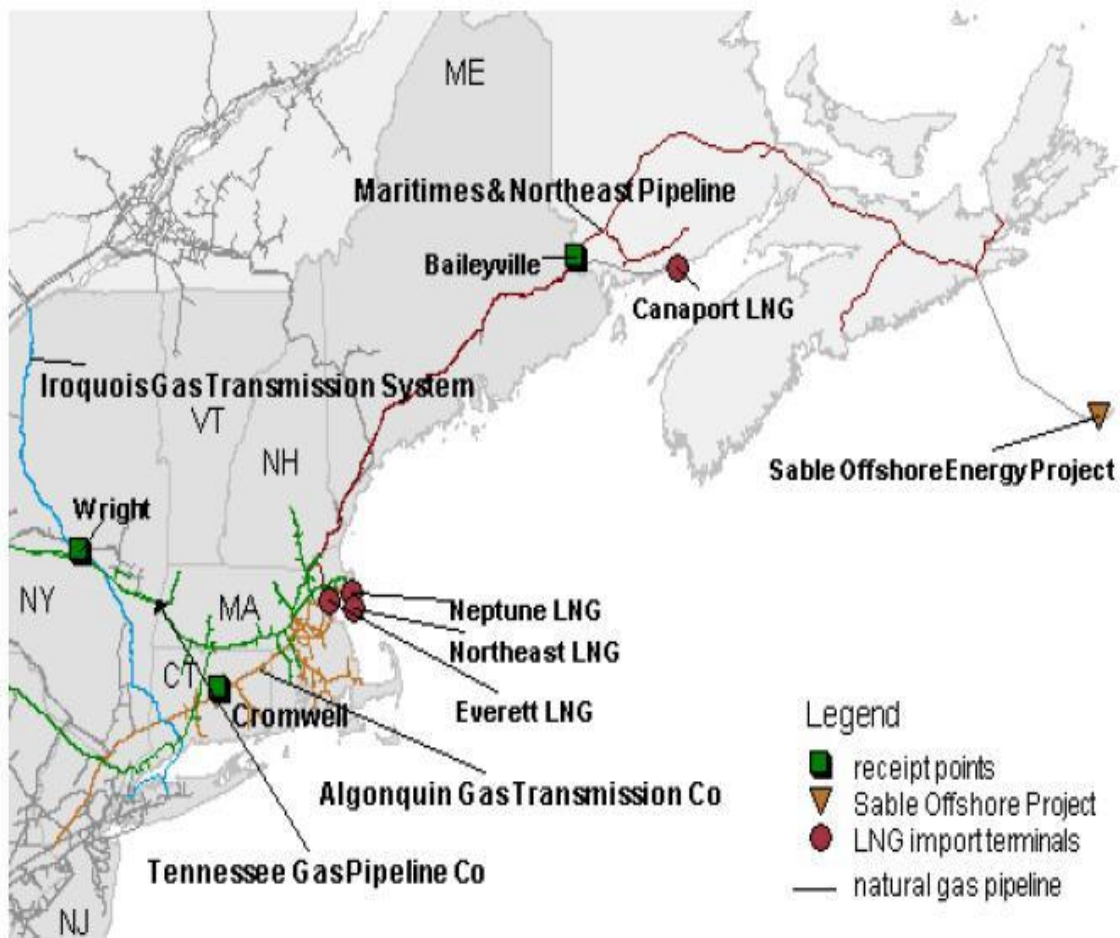 ME
Maritimes & Northeast Pipeline
Baileyville
Canaport LNG
Iroquois Gas Transmission System
VT
NH
Sable Offshore Energy Project
Wright
NY
MA
Neptune LNG
Northeast LNG
CT
Cromwell
Everett LNG
Algonquin Gas Transmission Co
Tennessee Gas Pipeline Co
NJ
Legend
receipt points
Sable Offshore Project
LNG import terminals
natural gas pipeline